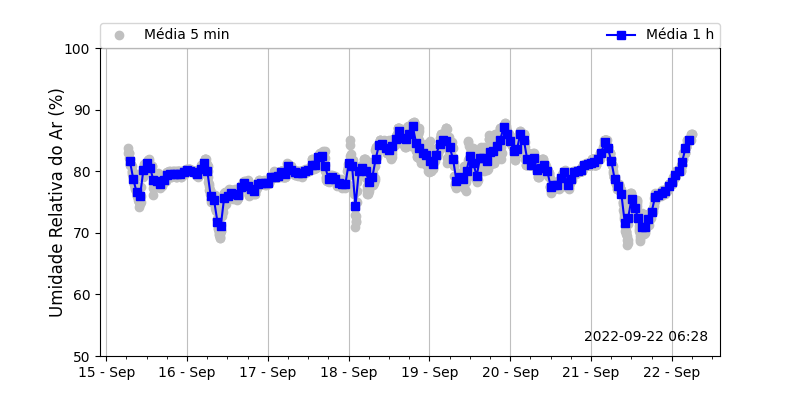 Média 5 min
Média 1 h
Umidade Relativa do Ar (%)
100
90
80
70
60
50
2022-09-22 06:28
15 - Sep
16 - Sep
17 - Sep
18 - Sep
19 - Sep
20 - Sep
21 - Sep
22 - Sep